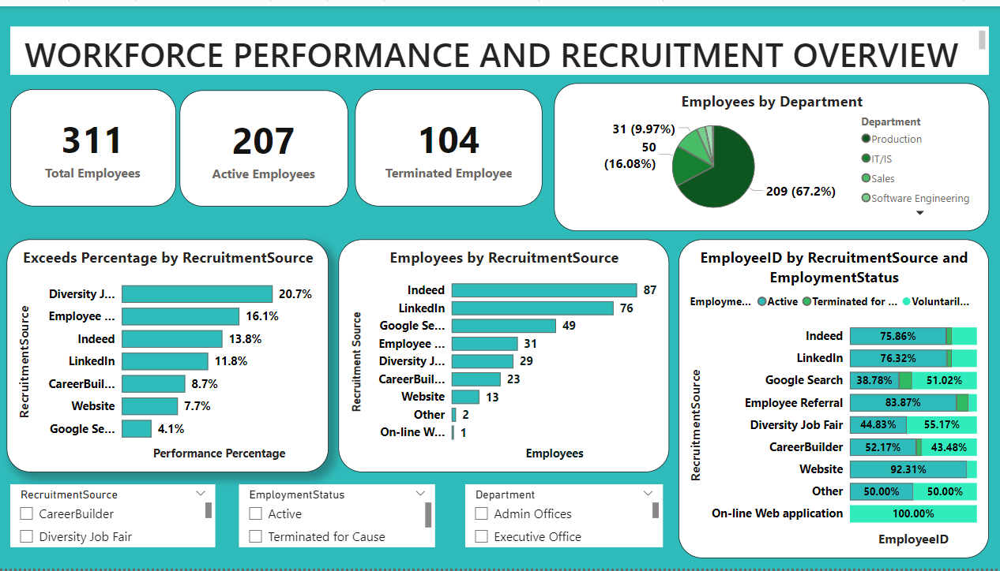 WORKFORCE PERFORMANCE AND RECRUITMENT OVERVIEW
311
Total Employees
207
Active Employees
104
Terminated Employee
Employees by Department
31 (9.97%)
50
(16.08%)
209 (67.2%)
Department
Production
IT/IS
Sales
Software Engineering
Exceeds Percentage by RecruitmentSource
RecruitmentSource
Diversity J... 20.7%
Employee ... 16.1%
Indeed 13.8%
LinkedIn 11.8%
CareerBuil... 8.7%
Website 7.7%
Google Se... 4.1%
Performance Percentage
Employees by RecruitmentSource
Recruitment Source
Indeed 87
LinkedIn 76
Google Se... 49
Employee ... 31
Diversity J... 29
CareerBuil... 23
Website 13
Other 2
On-line W... 1
Employees
EmployeeID by RecruitmentSource and
EmploymentStatus
Employme... Active Terminated for ... Voluntaril...
RecruitmentSource
Indeed 75.86%
LinkedIn 76.32%
Google Search 38.78% 51.02%
Employee Referral 83.87%
Diversity Job Fair 44.83% 55.17%
CareerBuilder 52.17% 43.48%
Website 92.31%
Other 50.00% 50.00%
On-line Web application 100.00%
EmployeeID
RecruitmentSource
CareerBuilder
Diversity Job Fair
EmploymentStatus
Active
Terminated for Cause
Department
Admin Offices
Executive Office